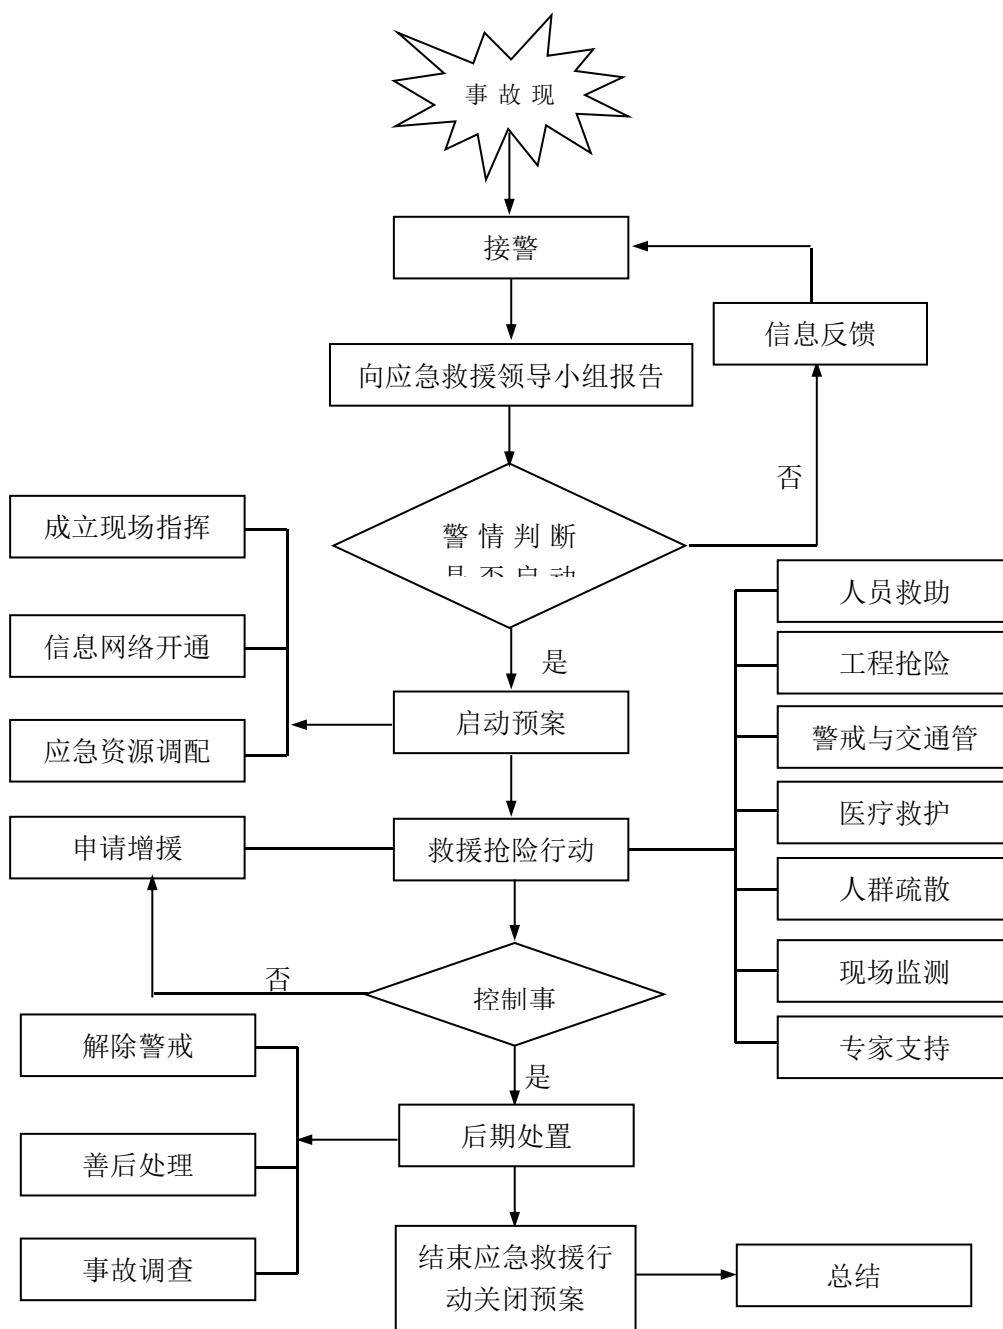 事故现
接警
信息反馈
向应急救援领导小组报告
否
成立现场指挥
警情判断
是否启动
人员救助
信息网络开通
工程抢险
是
启动预案
警戒与交通管
应急资源调配
医疗救护
申请增援
救援抢险行动
人群疏散
现场监测
否
控制事
解除警戒
专家支持
是
后期处置
善后处理
结束应急救援行
动关闭预案
事故调查
总结